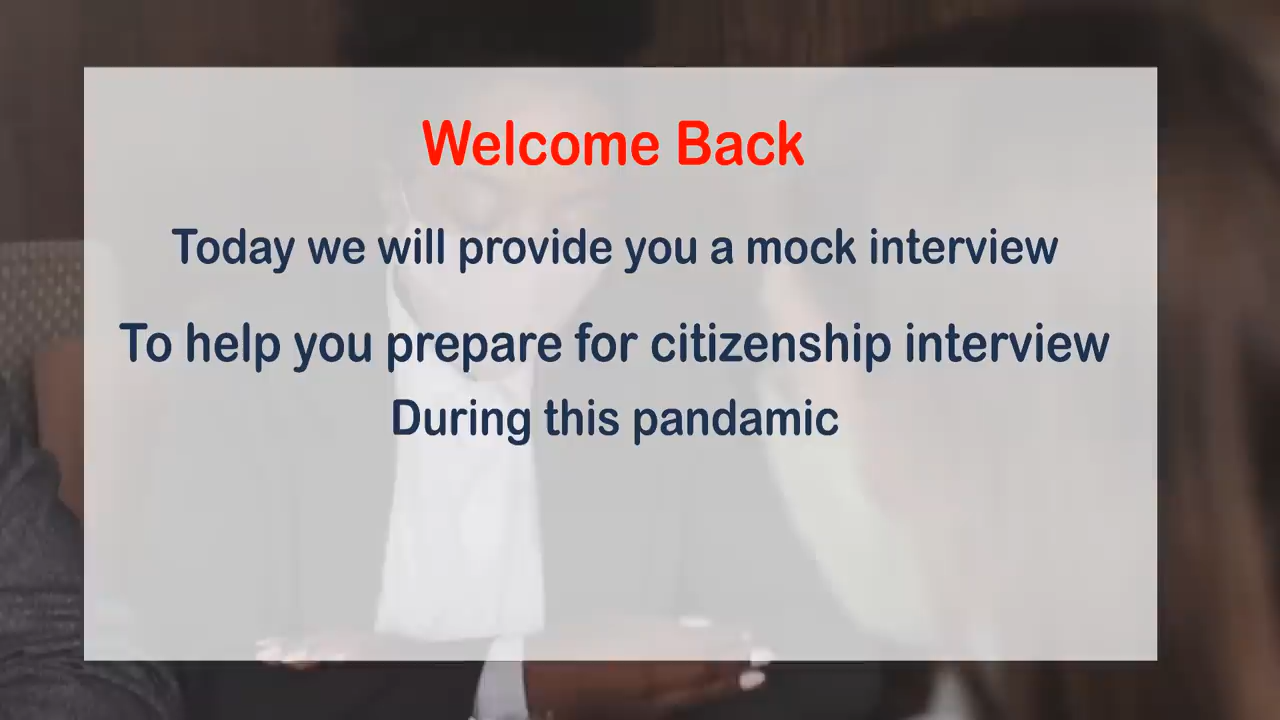 Welcome Back
Today we will provide you a mock interview
To help you prepare for citizenship interview
During this pandamic